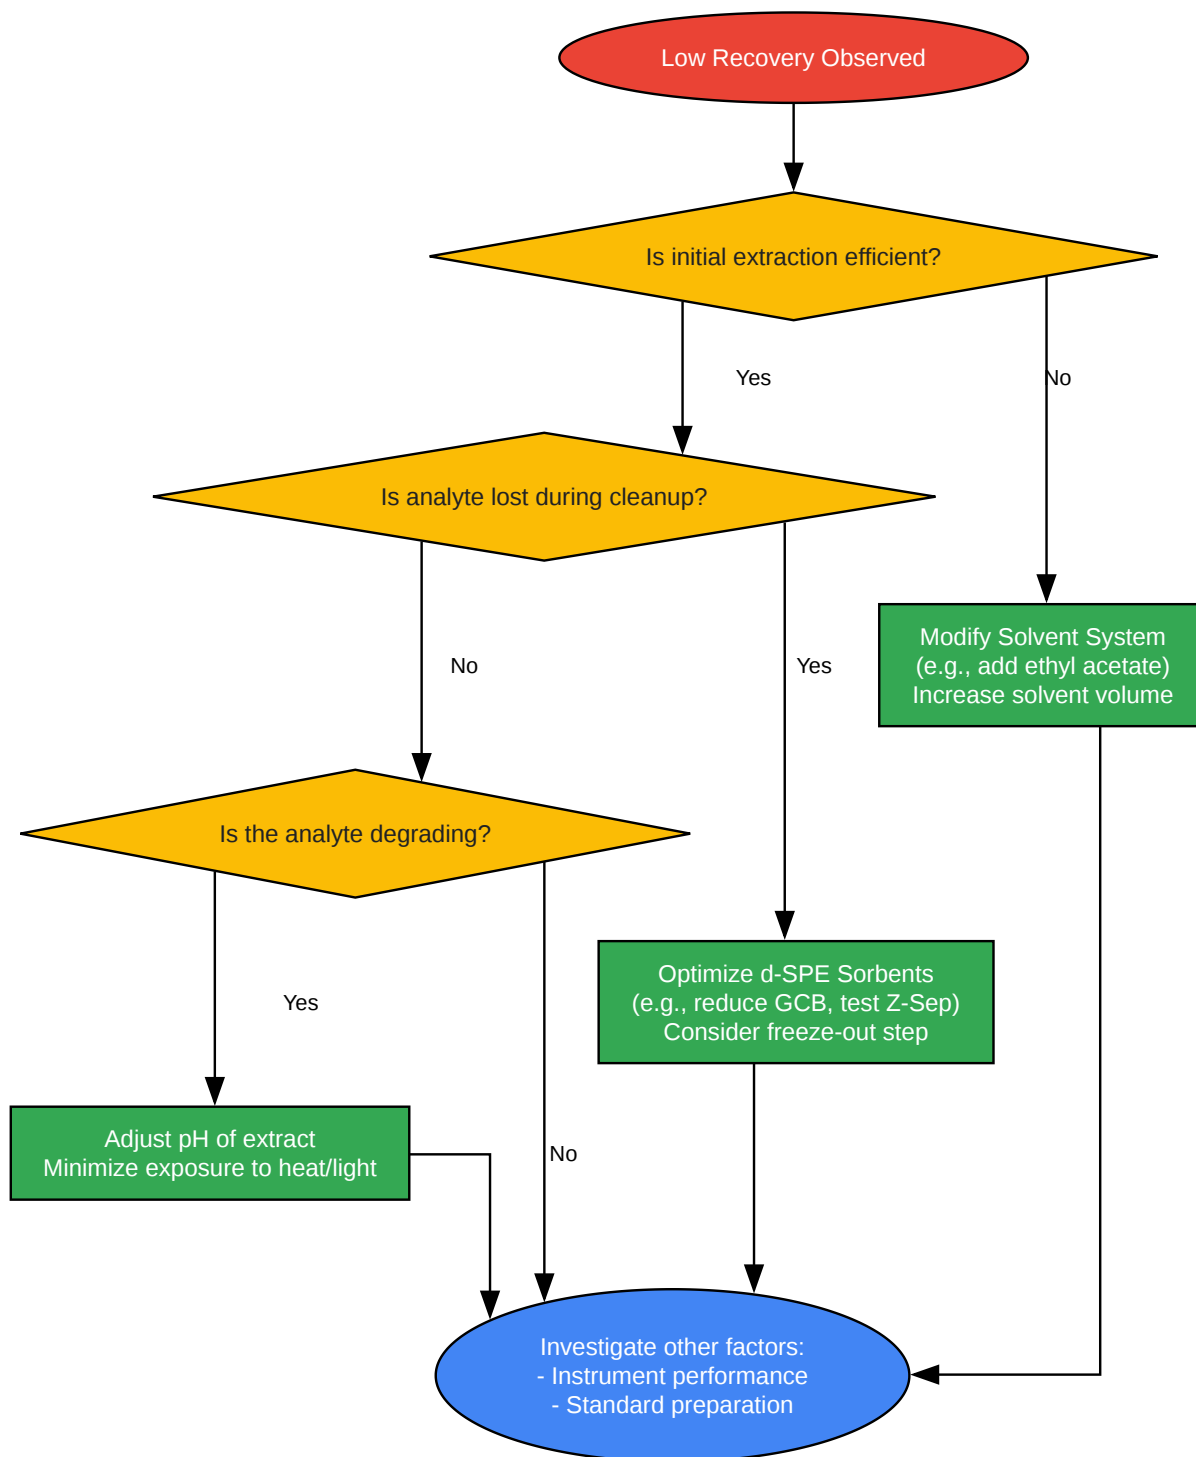 Low Recovery Observed
Is initial extraction efficient?
Yes
No
Is analyte lost during cleanup?
Modify Solvent System
(e.g., add ethyl acetate)
Increase solvent volume
No
Yes
Is the analyte degrading?
Optimize d-SPE Sorbents
(e.g., reduce GCB, test Z-Sep)
Consider freeze-out step
Yes
Adjust pH of extract
Minimize exposure to heat/light
No
Investigate other factors:
- Instrument performance
- Standard preparation